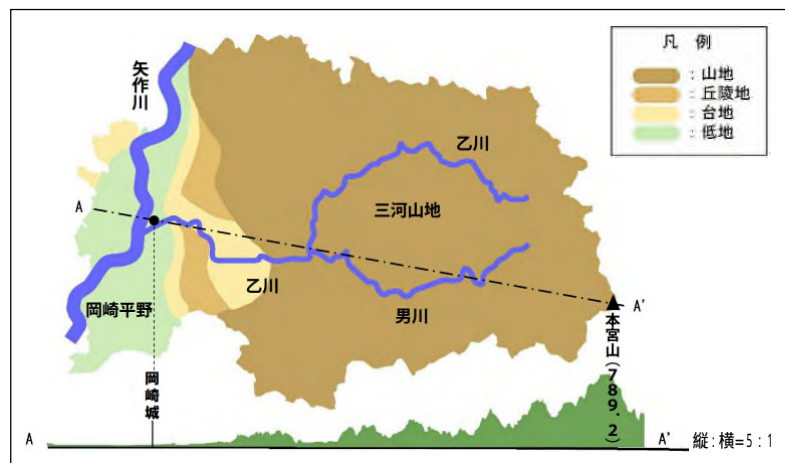 凡 例
：山地
：丘陵地
：台地
：低地
矢作川
乙川
三河山地
A
乙川
男川
岡崎平野
A'
本宮山(789.2)
岡崎城
A
A'
縦：横=5：1